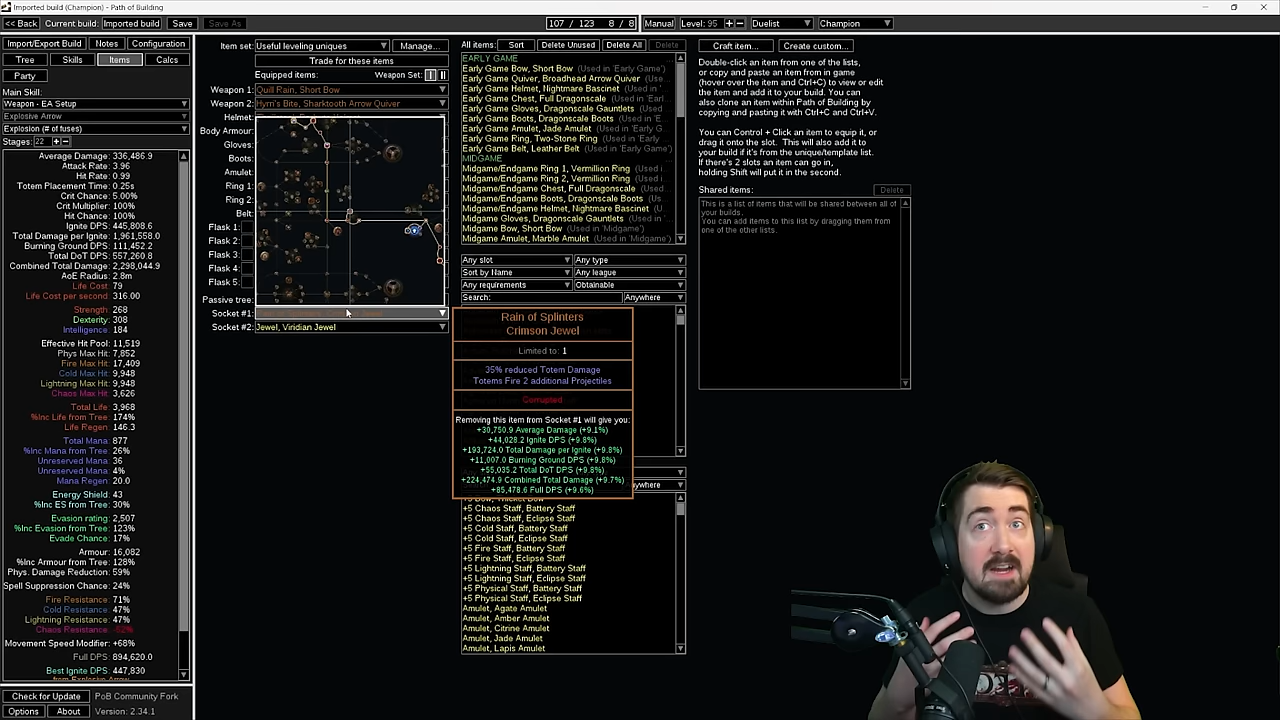 Imported build (Champion) - Path of Building
<< Back
Current build:
Imported build
Save
Save As
107 / 123
8 / 8
Manual
Level: 95
Duelist
Champion
Import/Export Build
Notes
Configuration
Tree
Skills
Items
Calcs
Party
Main Skill:
Weapon - EA Setup
Explosive Arrow
Explosion (# of fuses)
Stages: 22
Average Damage: 336,486.9
Attack Rate: 3.96
Hit Rate: 0.99
Totem Placement Time: 0.25s
Crit Chance: 5.00%
Crit Multiplier: 100%
Hit Chance: 100%
Ignite DPS: 445,808.6
Total Damage per Ignite: 1,961,558.0
Burning Ground DPS: 111,452.2
Total DoT DPS: 557,260.8
Combined Total Damage: 2,298,044.9
AoE Radius: 2.8m
Life Cost: 79
Life Cost per second: 316.00
Strength: 268
Dexterity: 308
Intelligence: 184
Effective Hit Pool: 11,519
Phys Max Hit: 7,852
Fire Max Hit: 17,409
Cold Max Hit: 9,948
Lightning Max Hit: 9,948
Chaos Max Hit: 3,626
Total Life: 3,968
%Inc Life from Tree: 174%
Life Regen: 146.3
Total Mana: 877
%Inc Mana from Tree: 26%
Unreserved Mana: 36
Unreserved Mana: 4%
Mana Regen: 20.0
Energy Shield: 43
%Inc ES from Tree: 30%
Evasion rating: 2,507
%Inc Evasion from Tree: 123%
Evade Chance: 17%
Armour: 16,082
%Inc Armour from Tree: 128%
Phys. Damage Reduction: 59%
Spell Suppression Chance: 24%
Fire Resistance: 71%
Cold Resistance: 47%
Lightning Resistance: 47%
Chaos Resistance:
Movement Speed Modifier: +68%
Full DPS: 894,620.0
Best Ignite DPS: 447,830
from Explosive Arrow
Check for Update
PoB Community Fork
Options
About
Version: 2.34.1
Item set:
Useful leveling uniques
Manage...
Trade for these items
Equipped items:
Weapon Set:
I
II
Weapon 1:
Quill Rain, Short Bow
Weapon 2:
Hyrri's Bite, Sharktooth Arrow Quiver
Helmet:
Body Armour:
Gloves:
Boots:
Amulet:
Ring 1:
Ring 2:
Belt:
Flask 1:
Flask 2:
Flask 3:
Flask 4:
Flask 5:
Passive tree:
Socket #1:
Socket #2:
Jewel, Viridian Jewel
All items:
Sort
Delete Unused
Delete All
Delete
EARLY GAME
Early Game Bow, Short Bow (Used in 'Early Game')
Early Game Quiver, Broadhead Arrow Quiver
Early Game Helmet, Nightmare Bascinet
Early Game Chest, Full Dragonscale
Early Game Gloves, Dragonscale Gauntlets
Early Game Boots, Dragonscale Boots
Early Game Amulet, Jade Amulet
Early Game Ring, Two-Stone Ring
Early Game Belt, Leather Belt
MIDGAME
Midgame/Endgame Ring 1, Vermillion Ring
Midgame/Endgame Ring 2, Vermillion Ring
Midgame/Endgame Chest, Full Dragonscale
Midgame/Endgame Boots, Dragonscale Boots
Midgame/Endgame Helmet, Nightmare Bascinet
Midgame Gloves, Dragonscale Gauntlets
Midgame Bow, Short Bow (Used in 'Midgame')
Midgame Amulet, Marble Amulet (Used in 'Midgame')
Any slot
Any type
Sort by Name
Any league
Any requirements
Obtainable
Search:
Anywhere
Rain of Splinters
Crimson Jewel
Limited to: 1
35% reduced Totem Damage
Totems Fire 2 additional Projectiles
Corrupted
Removing this item from Socket #1 will give you:
+30,750.9 Average Damage (+9.1%)
+44,028.2 Ignite DPS (+9.8%)
+193,724.0 Total Damage per Ignite (+9.8%)
+11,007.0 Burning Ground DPS (+9.8%)
+55,035.2 Total DoT DPS (+9.8%)
+224,474.9 Combined Total Damage (+9.7%)
+85,478.6 Full DPS (+9.6%)
+5 Chaos Staff, Battery Staff
+5 Chaos Staff, Eclipse Staff
+5 Cold Staff, Battery Staff
+5 Cold Staff, Eclipse Staff
+5 Fire Staff, Battery Staff
+5 Fire Staff, Eclipse Staff
+5 Lightning Staff, Battery Staff
+5 Lightning Staff, Eclipse Staff
+5 Physical Staff, Battery Staff
+5 Physical Staff, Eclipse Staff
Amulet, Agate Amulet
Amulet, Amber Amulet
Amulet, Citrine Amulet
Amulet, Jade Amulet
Amulet, Lapis Amulet
Craft item...
Create custom...
Double-click an item from one of the lists,
or copy and paste an item from in game
(hover over the item and Ctrl+C) to view or edit
the item and add it to your build. You can
also clone an item within Path of Building by
copying and pasting it with Ctrl+C and Ctrl+V.
You can Control + Click an item to equip it, or
drag it onto the slot. This will also add it to
your build if it's from the unique/template list.
If there's 2 slots an item can go in,
holding Shift will put it in the second.
Shared items:
Delete
This is a list of items that will be shared between all of
your builds.
You can add items to this list by dragging them from
one of the other lists.